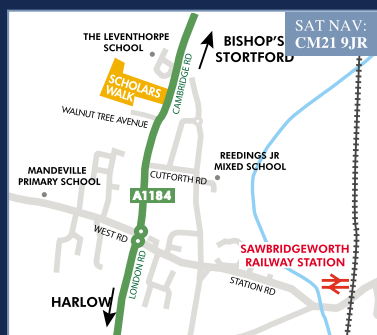 SAT NAV:
CM21 9JR
THE LEVENTHORPE
SCHOOL
BISHOP'S
STORTFORD
CAMBRIDGE RD
SCHOLARS
WALK
WALNUT TREE AVENUE
REEDINGS JR
MIXED SCHOOL
MANDEVILLE
PRIMARY SCHOOL
CUTFORTH RD
A1184
WEST RD
SAWBRIDGEWORTH
RAILWAY STATION
LONDON RD
STATION RD
HARLOW